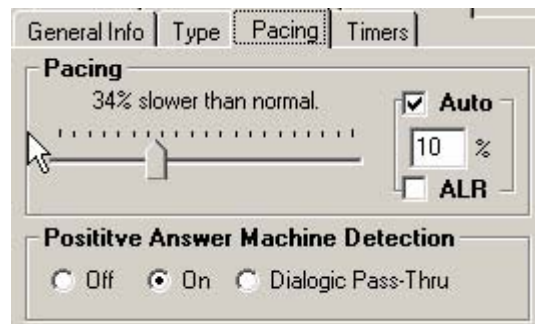 General Info Type Pacing Timers
Pacing
34% slower than normal.
Auto
10 %
ALR
Posititve Answer Machine Detection
Off On Dialogic Pass-Thru